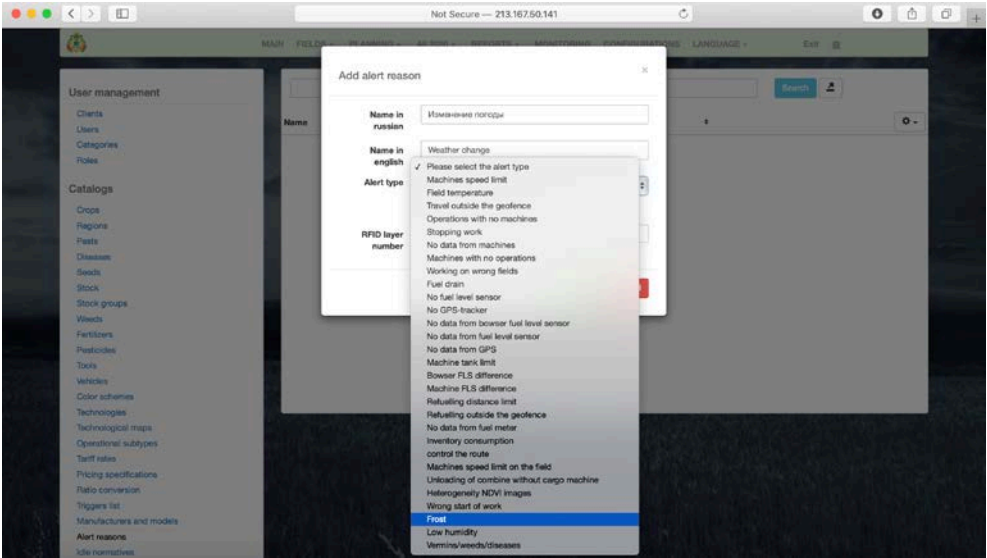 Not Secure — 213.167.50.141
MAIN FIELDS PLANNING REPORTS MONITORING CONFIGURATIONS LANGUAGE Exit
User management
Clients
Users
Categories
Roles
Catalogs
Crops
Regions
Pests
Diseases
Seeds
Stock
Stock groups
Weeds
Fertilizers
Pesticides
Tools
Vehicles
Color schemes
Technologies
Technological maps
Operational subtypes
Tariff rates
Pricing specifications
Ratio conversion
Triggers list
Manufacturers and models
Alert reasons
Idle normatives
Search
Name
Add alert reason ×
Name in russian Изменение погоды
Name in english Weather change
Alert type
RFID layer number
✓ Please select the alert type
Machines speed limit
Field temperature
Travel outside the geofence
Operations with no machines
Stopping work
No data from machines
Machines with no operations
Working on wrong fields
Fuel drain
No fuel level sensor
No GPS-tracker
No data from bowser fuel level sensor
No data from fuel level sensor
No data from GPS
Machine tank limit
Bowser FLS difference
Machine FLS difference
Refuelling distance limit
Refuelling outside the geofence
No data from fuel meter
Inventory consumption
control the route
Machines speed limit on the field
Unloading of combine without cargo machine
Heterogeneity NDVI images
Wrong start of work
Frost
Low humidity
Vermins/weeds/diseases